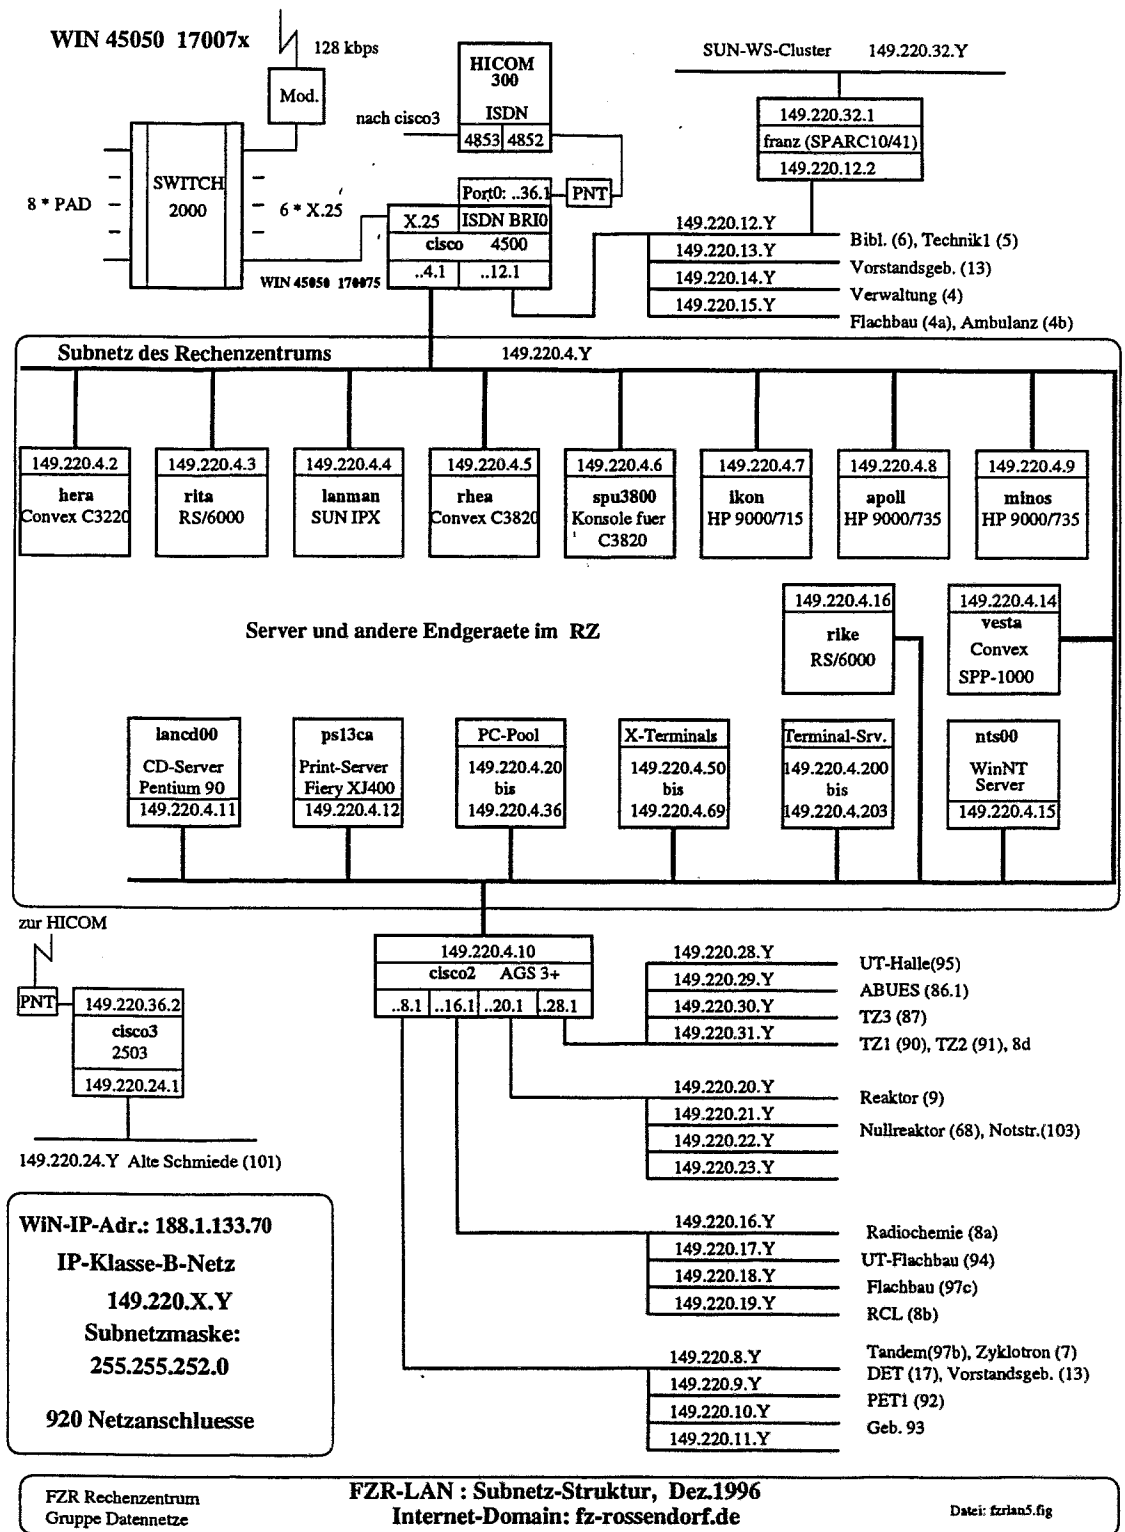 WIN 45050 17007x
128 kbps
Mod.
SWITCH
2000
8 * PAD
6 * X.25
WIN 45050 170075
nach cisco3
HICOM
300
ISDN
4853 4852
Port0: ..36.1
PNT
X.25 ISDN BRI0
cisco 4500
..4.1 ..12.1
SUN-WS-Cluster 149.220.32.Y
149.220.32.1
franz (SPARC10/41)
149.220.12.2
149.220.12.Y
Bibl. (6), Technik1 (5)
149.220.13.Y
Vorstandsgeb. (13)
149.220.14.Y
Verwaltung (4)
149.220.15.Y
Flachbau (4a), Ambulanz (4b)
Subnetz des Rechenzentrums 149.220.4.Y
149.220.4.2
hera
Convex C3220
149.220.4.3
rita
RS/6000
149.220.4.4
lanman
SUN IPX
149.220.4.5
rhea
Convex C3820
149.220.4.6
spu3800
Konsole fuer
C3820
149.220.4.7
ikon
HP 9000/715
149.220.4.8
apoll
HP 9000/735
149.220.4.9
minos
HP 9000/735
Server und andere Endgeraete im RZ
149.220.4.16
rike
RS/6000
149.220.4.14
vesta
Convex
SPP-1000
lancd00
CD-Server
Pentium 90
149.220.4.11
ps13ca
Print-Server
Fiery XJ400
149.220.4.12
PC-Pool
149.220.4.20
bis
149.220.4.36
X-Terminals
149.220.4.50
bis
149.220.4.69
Terminal-Srv.
149.220.4.200
bis
149.220.4.203
nts00
WinNT
Server
149.220.4.15
zur HICOM
PNT
149.220.36.2
cisco3
2503
149.220.24.1
149.220.24.Y Alte Schmiede (101)
149.220.4.10
cisco2 AGS 3+
..8.1 ..16.1 ..20.1 ..28.1
149.220.28.Y
UT-Halle(95)
149.220.29.Y
ABUES (86.1)
149.220.30.Y
TZ3 (87)
149.220.31.Y
TZ1 (90), TZ2 (91), 8d
149.220.20.Y
Reaktor (9)
149.220.21.Y
Nullreaktor (68), Notstr.(103)
149.220.22.Y
149.220.23.Y
149.220.16.Y
Radiochemie (8a)
149.220.17.Y
UT-Flachbau (94)
149.220.18.Y
Flachbau (97c)
149.220.19.Y
RCL (8b)
149.220.8.Y
Tandem(97b), Zyklotron (7)
DET (17), Vorstandsgeb. (13)
149.220.9.Y
PET1 (92)
149.220.10.Y
Geb. 93
149.220.11.Y
WiN-IP-Adr.: 188.1.133.70
IP-Klasse-B-Netz
149.220.X.Y
Subnetzmaske:
255.255.252.0
920 Netzanschluesse
FZR Rechenzentrum
Gruppe Datennetze
FZR-LAN : Subnetz-Struktur, Dez.1996
Internet-Domain: fz-rossendorf.de
Datei: fzrlan5.fig